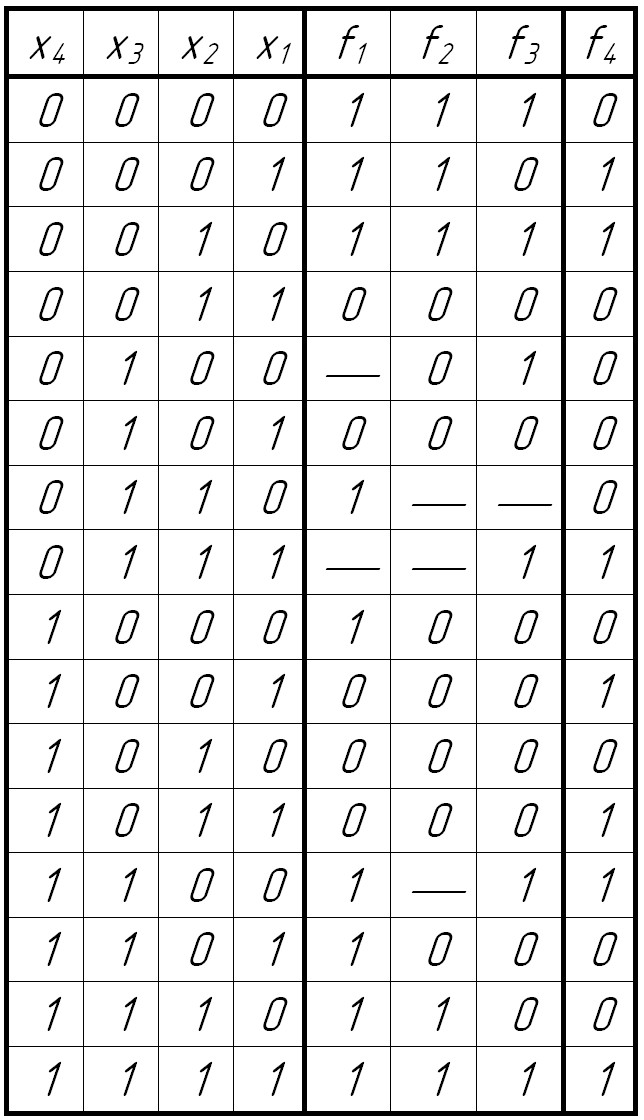 x₄ x₃ x₂ x₁ f₁ f₂ f₃ f₄
0 0 0 0 1 1 1 0
0 0 0 1 1 1 0 1
0 0 1 0 1 1 1 1
0 0 1 1 0 0 0 0
0 1 0 0 — 0 1 0
0 1 0 1 0 0 0 0
0 1 1 0 1 — — 0
0 1 1 1 — — 1 1
1 0 0 0 1 0 0 0
1 0 0 1 0 0 0 1
1 0 1 0 0 0 0 0
1 0 1 1 0 0 0 1
1 1 0 0 1 — 1 1
1 1 0 1 1 0 0 0
1 1 1 0 1 1 0 0
1 1 1 1 1 1 1 1